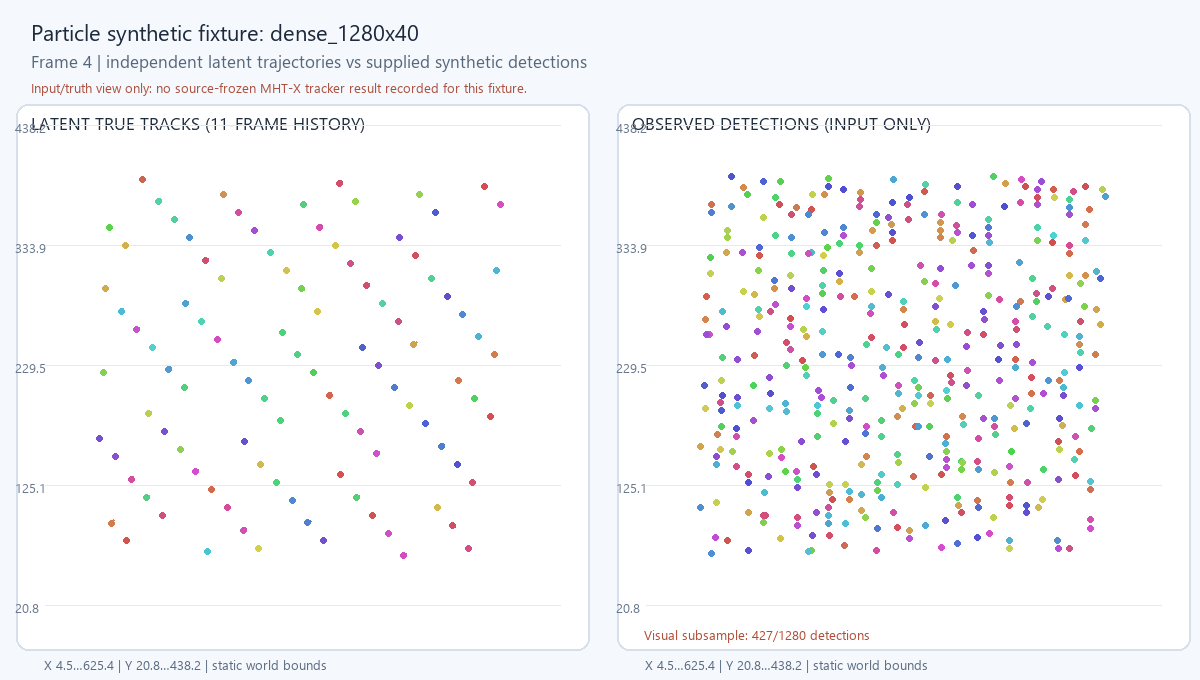 Particle synthetic fixture: dense_1280x40
Frame 4 | independent latent trajectories vs supplied synthetic detections
Input/truth view only: no source-frozen MHT-X tracker result recorded for this fixture.
LATENT TRUE TRACKS (11-FRAME HISTORY)
438.2
333.9
229.5
125.1
20.8
X 4.5...625.4 | Y 20.8...438.2 | static world bounds
OBSERVED DETECTIONS (INPUT ONLY)
438.2
333.9
229.5
125.1
20.8
Visual subsample: 427/1280 detections
X 4.5...625.4 | Y 20.8...438.2 | static world bounds